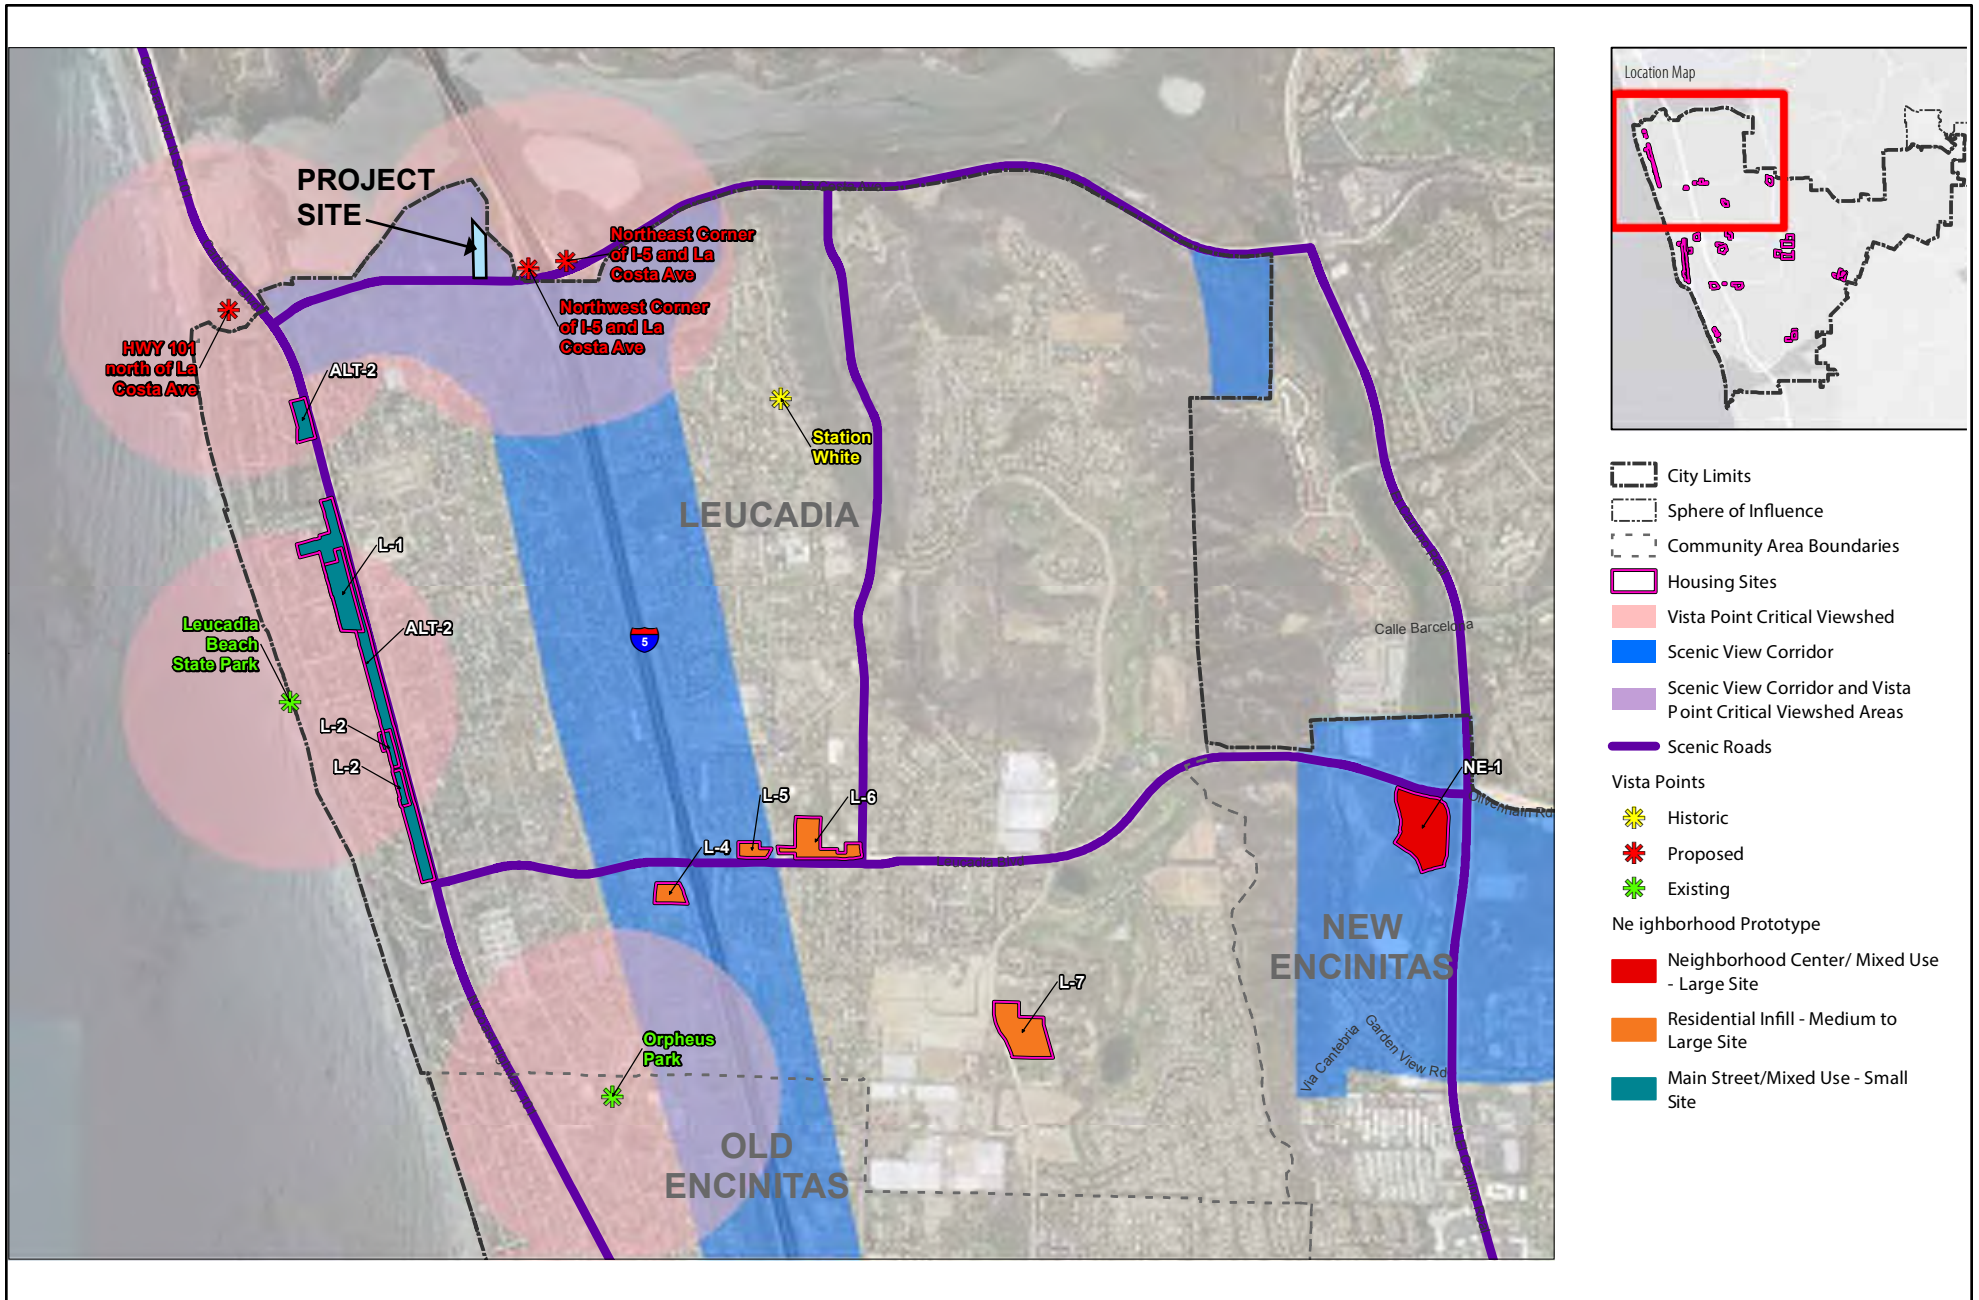 PROJECT
SITE
Northeast Corner
of I-5 and La
Costa Ave
Northwest Corner
of I-5 and La
Costa Ave
HWY 101
north of La
Costa Ave
ALT-2
Station
White
LEUCADIA
L-1
5
Calle Barcelona
Leucadia
Beach
State Park
ALT-2
L-2
L-2
L-5
L-6
L-4
NE-1
Olivenhain Rd
Leucadia Blvd
NEW
ENCINITAS
L-7
Orpheus
Park
Via Cantebria
Garden View Rd
OLD
ENCINITAS
Location Map
City Limits
Sphere of Influence
Community Area Boundaries
Housing Sites
Vista Point Critical Viewshed
Scenic View Corridor
Scenic View Corridor and Vista
Point Critical Viewshed Areas
Scenic Roads
Vista Points
Historic
Proposed
Existing
Ne ighborhood Prototype
Neighborhood Center/ Mixed Use
- Large Site
Residential Infill - Medium to
Large Site
Main Street/Mixed Use - Small
Site